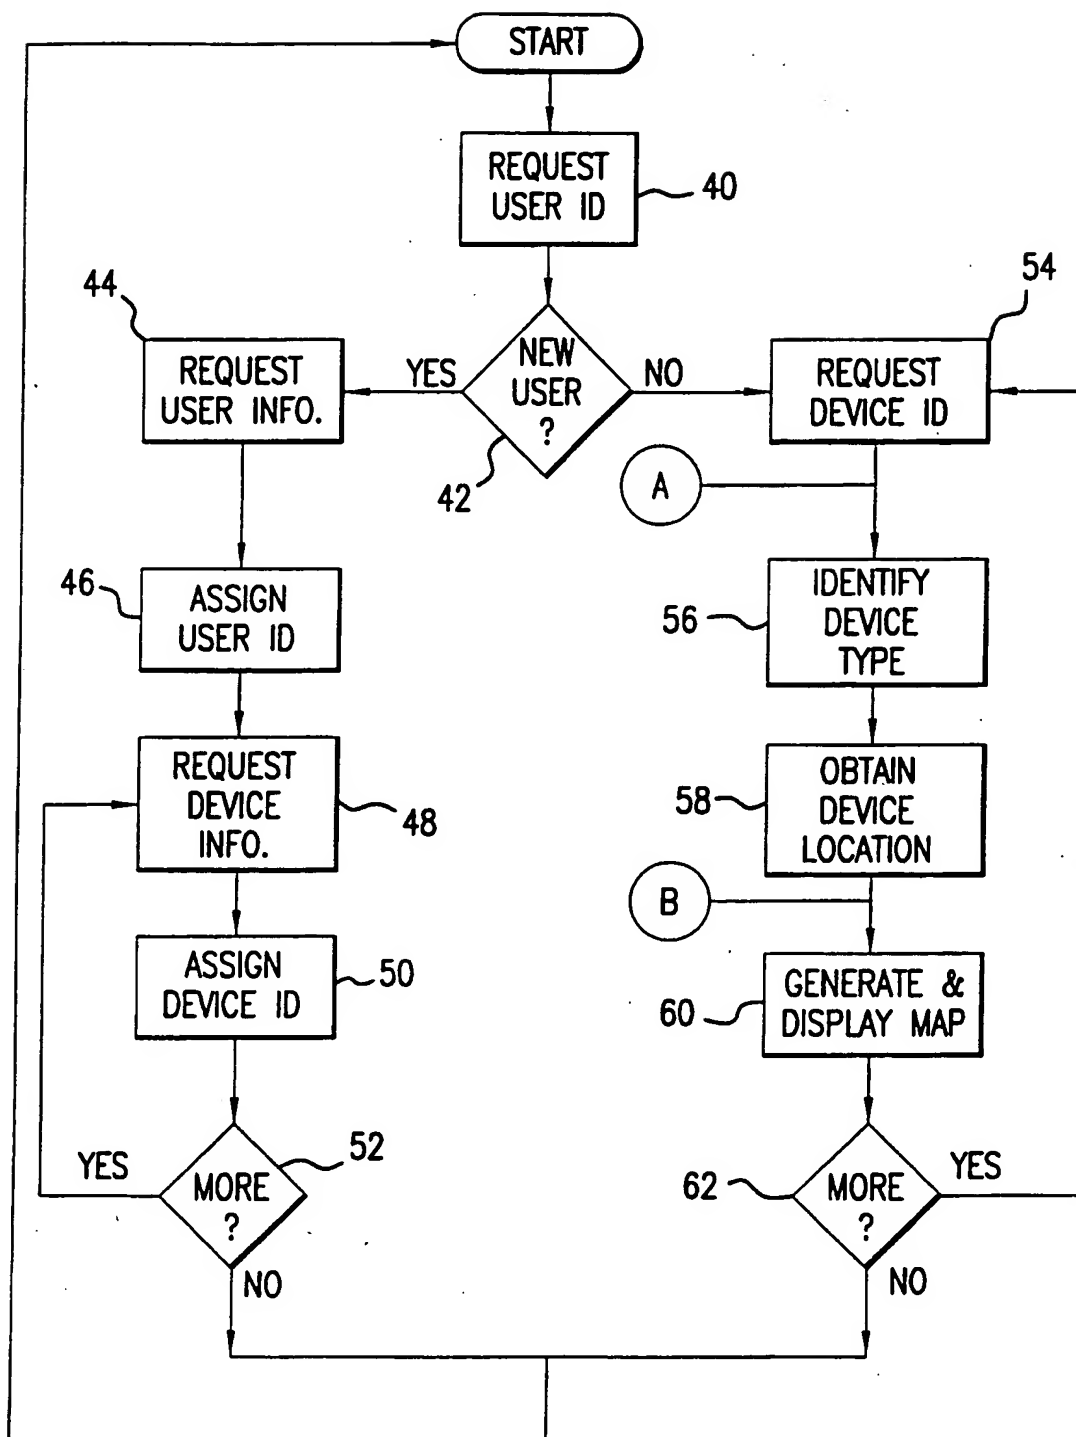 START
REQUEST
USER ID
40
44
54
REQUEST
USER INFO.
YES
NEW
USER
?
NO
REQUEST
DEVICE ID
42
A
46
ASSIGN
USER ID
56
IDENTIFY
DEVICE
TYPE
REQUEST
DEVICE
INFO.
48
58
OBTAIN
DEVICE
LOCATION
B
ASSIGN
DEVICE ID
50
60
GENERATE &
DISPLAY MAP
YES
MORE
?
52
NO
62
MORE
?
YES
NO